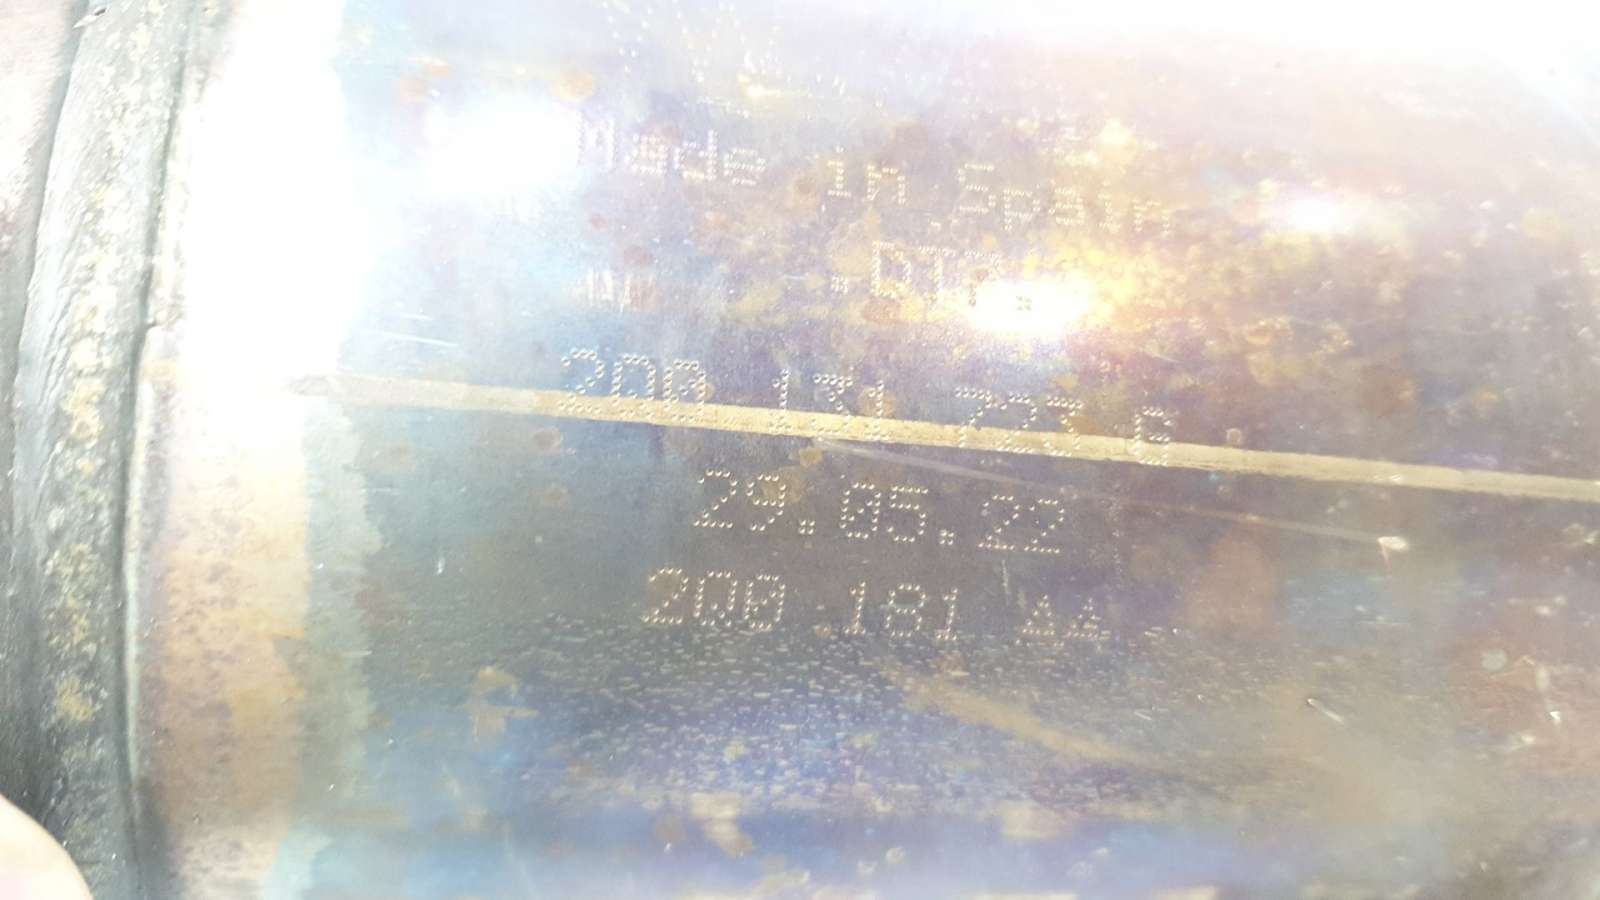 Made in Spain
2Q0 131 723 E
29.05.22
2Q0 181 AA